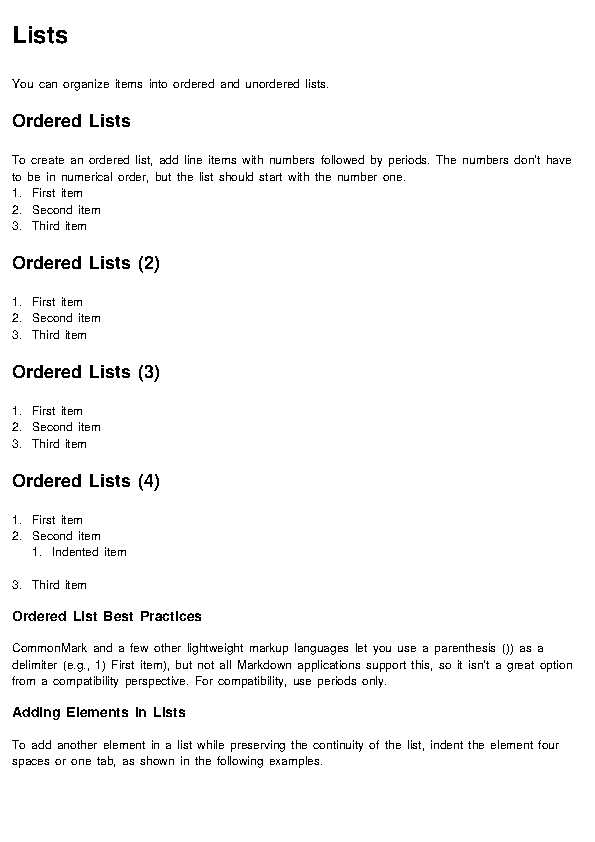 Lists
You can organize items into ordered and unordered lists.
Ordered Lists
To create an ordered list, add line items with numbers followed by periods. The numbers don't have
to be in numerical order, but the list should start with the number one.
1. First item
2. Second item
3. Third item
Ordered Lists (2)
1. First item
2. Second item
3. Third item
Ordered Lists (3)
1. First item
2. Second item
3. Third item
Ordered Lists (4)
1. First item
2. Second item
1. Indented item
3. Third item
Ordered List Best Practices
CommonMark and a few other lightweight markup languages let you use a parenthesis ()) as a
delimiter (e.g., 1) First item), but not all Markdown applications support this, so it isn't a great option
from a compatibility perspective. For compatibility, use periods only.
Adding Elements in Lists
To add another element in a list while preserving the continuity of the list, indent the element four
spaces or one tab, as shown in the following examples.